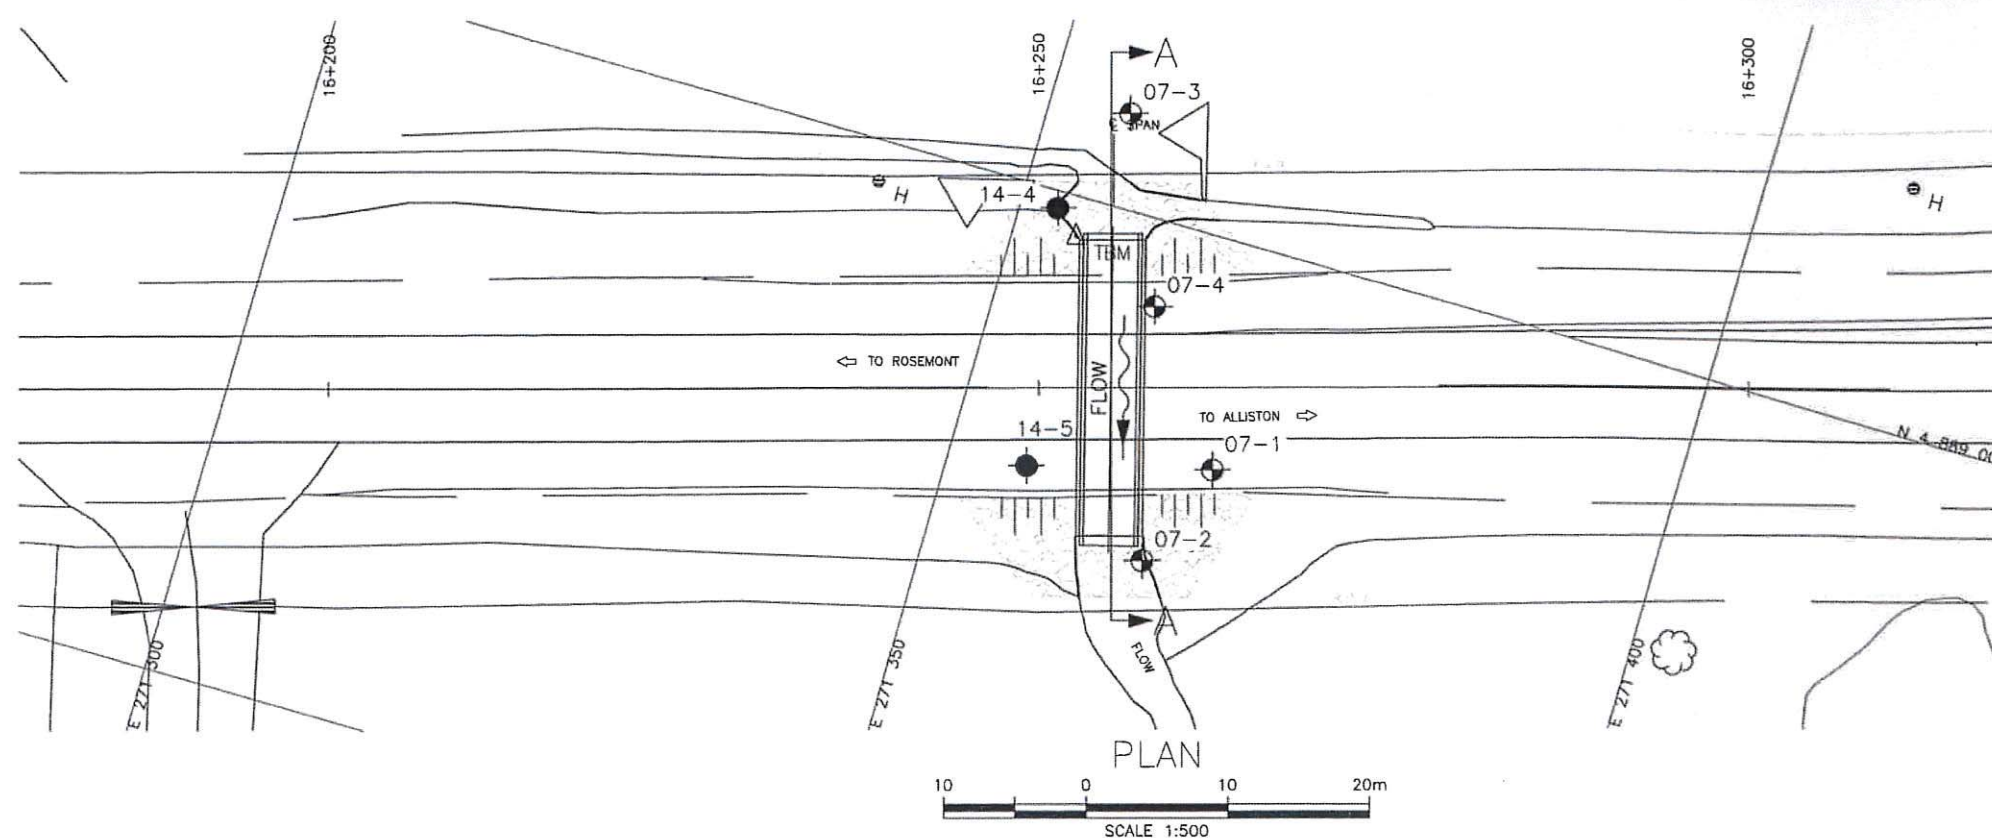 16+200
16+250
16+300
A
07-3
℄ SPAN
14-4
H
H
TBM
07-4
TO ROSEMONT
FLOW
TO ALLISTON
14-5
07-1
N 4 889 00
07-2
A
FLOW
E 271 300
E 271 350
E 271 400
PLAN
10 0 10 20m
SCALE 1:500